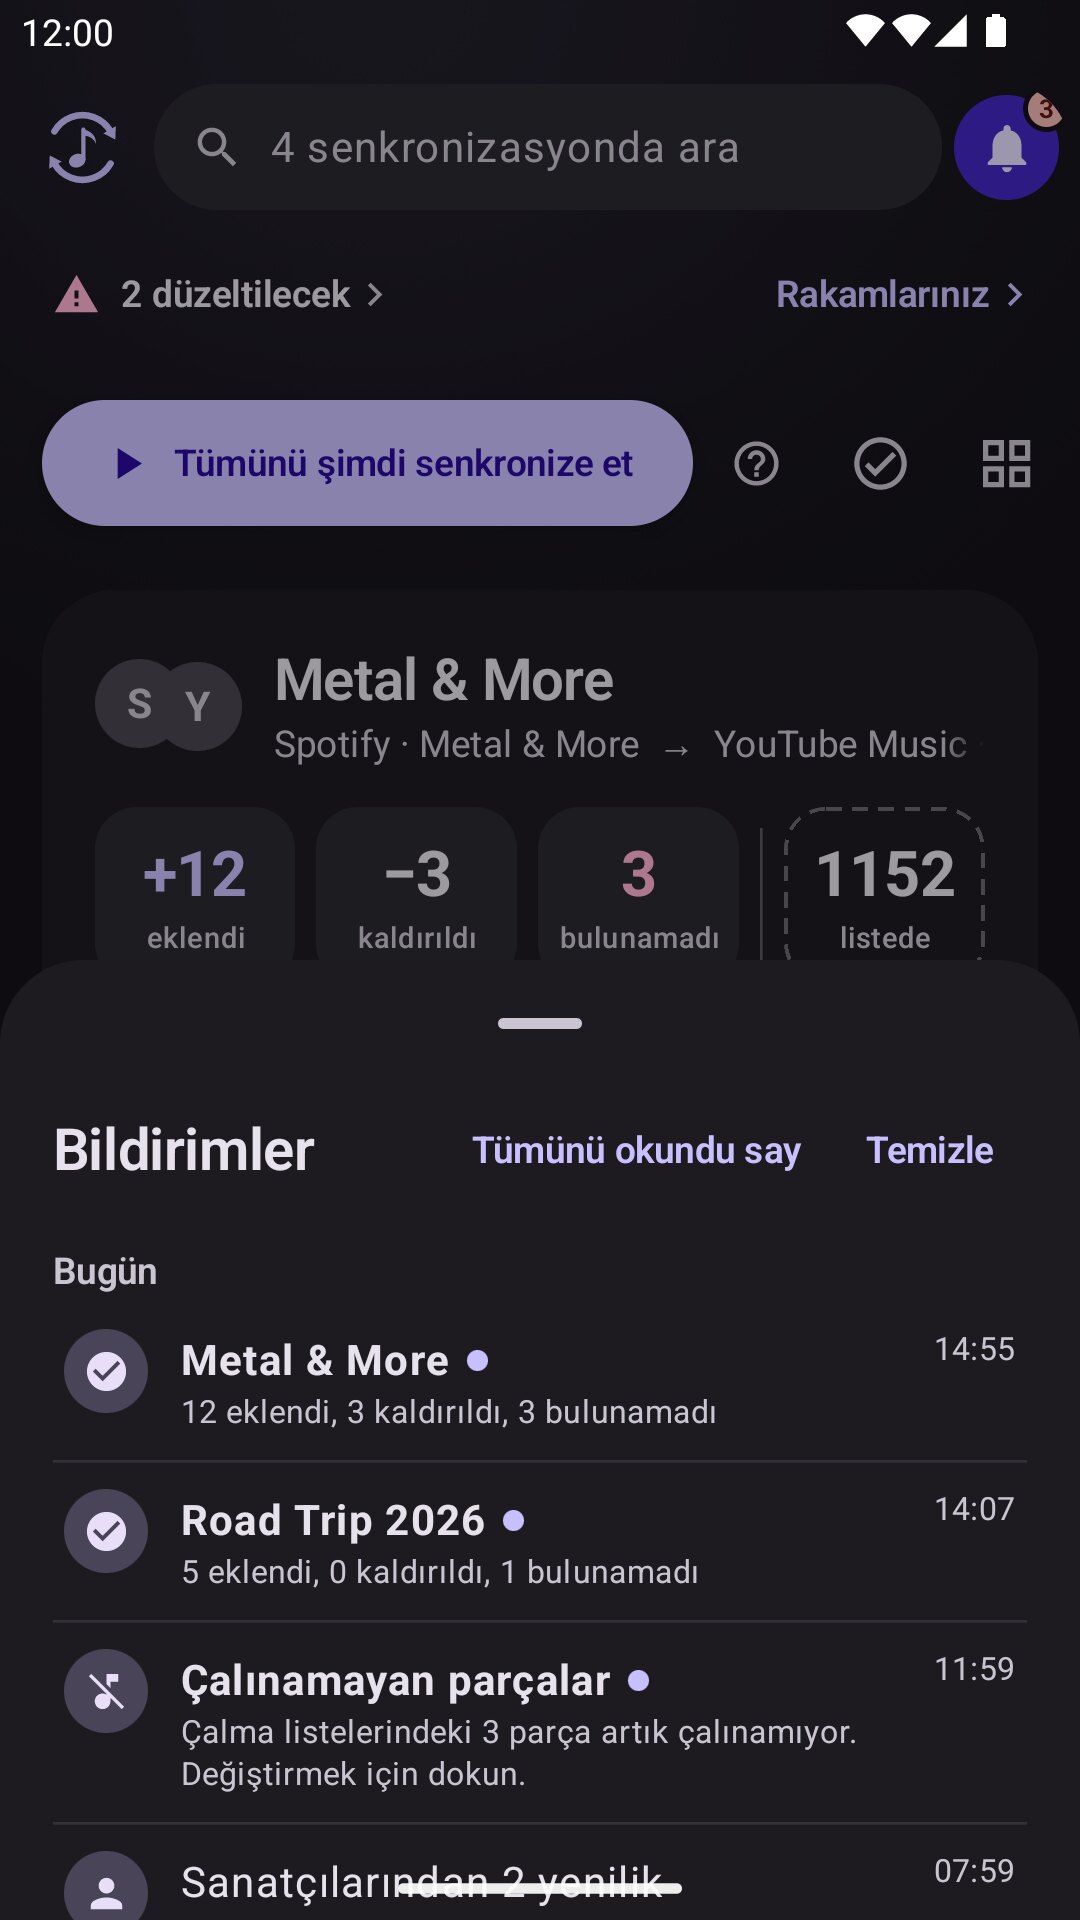 12:00
4 senkronizasyonda ara
3
2 düzeltilecek
Rakamlarınız
Tümünü şimdi senkronize et
S Y
Metal & More
Spotify · Metal & More → YouTube Music
+12
−3
3
1152
eklendi
kaldırıldı
bulunamadı
listede
Bildirimler
Tümünü okundu say
Temizle
Bugün
Metal & More
14:55
12 eklendi, 3 kaldırıldı, 3 bulunamadı
Road Trip 2026
14:07
5 eklendi, 0 kaldırıldı, 1 bulunamadı
Çalınamayan parçalar
11:59
Çalma listelerindeki 3 parça artık çalınamıyor.
Değiştirmek için dokun.
Sanatçılarından 2 yenilik
07:59